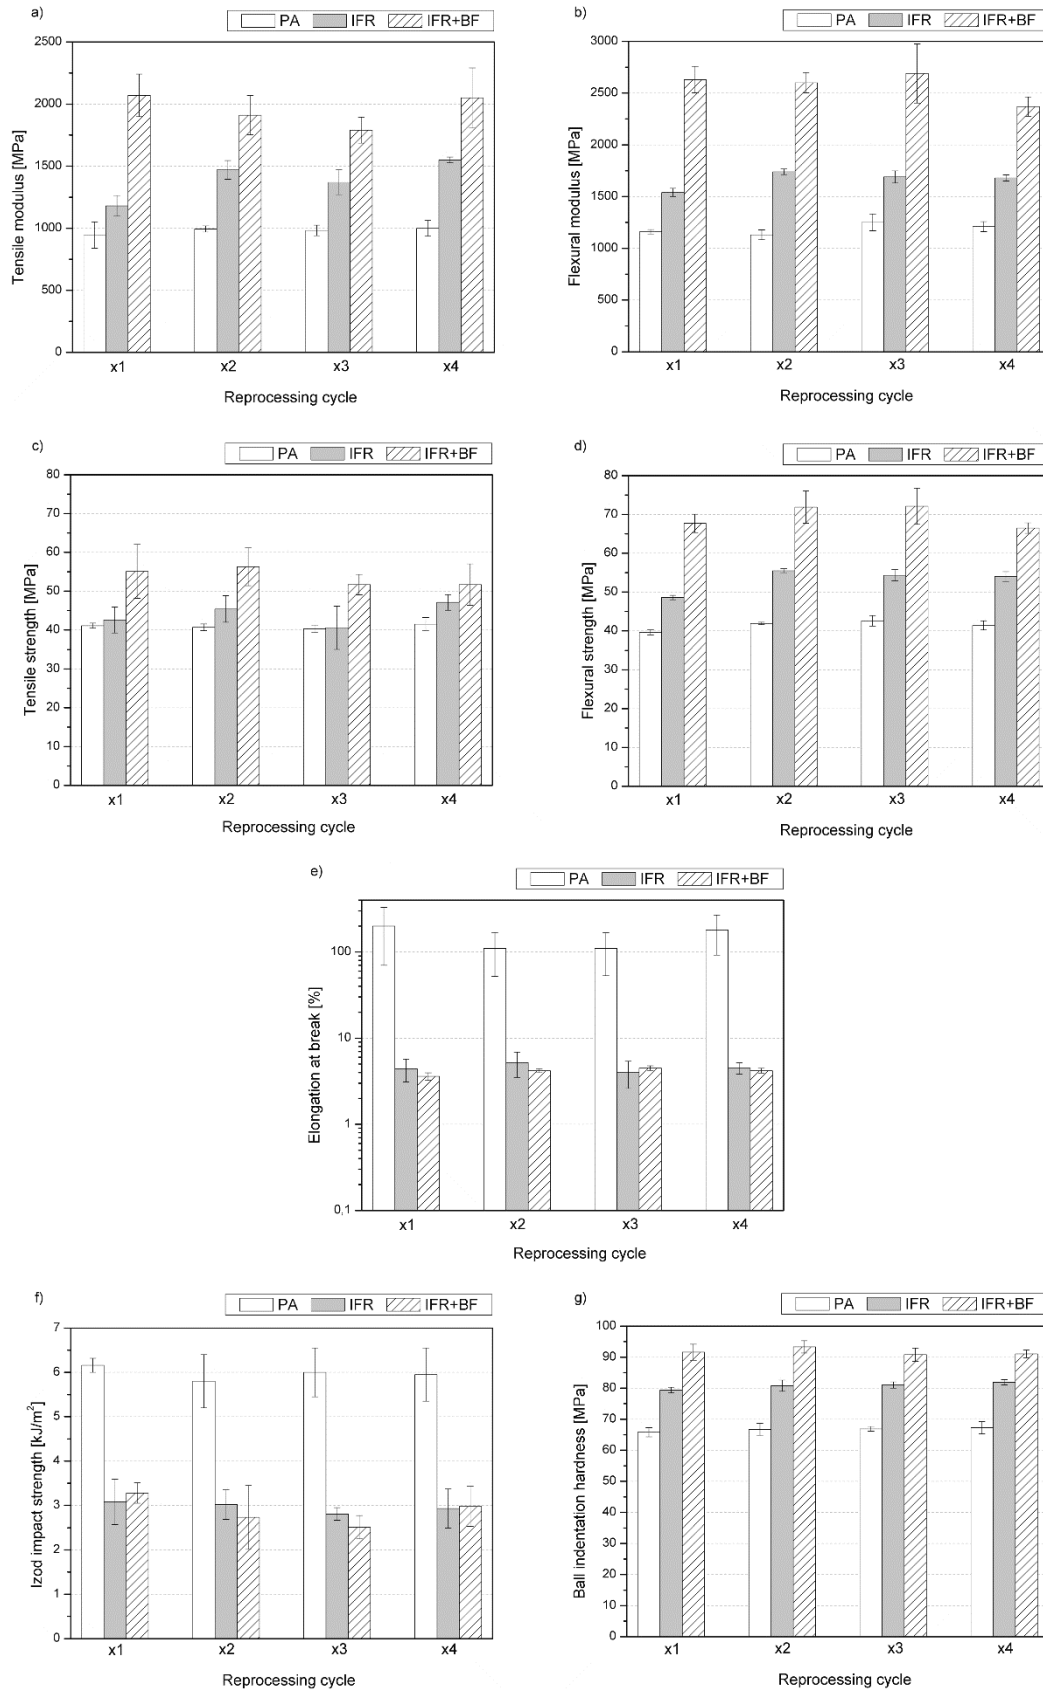 a)
PA IFR IFR+BF
2500
2000
1500
1000
500
0
Tensile modulus [MPa]
x1 x2 x3 x4
Reprocessing cycle
b)
PA IFR IFR+BF
3000
2500
2000
1500
1000
500
0
Flexural modulus [MPa]
x1 x2 x3 x4
Reprocessing cycle
c)
PA IFR IFR+BF
80
70
60
50
40
30
20
10
0
Tensile strength [MPa]
x1 x2 x3 x4
Reprocessing cycle
d)
PA IFR IFR+BF
80
70
60
50
40
30
20
10
0
Flexural strength [MPa]
x1 x2 x3 x4
Reprocessing cycle
e)
PA IFR IFR+BF
100
10
1
0,1
Elongation at break [%]
x1 x2 x3 x4
Reprocessing cycle
f)
PA IFR IFR+BF
7
6
5
4
3
2
1
0
Izod impact strength [kJ/m²]
x1 x2 x3 x4
Reprocessing cycle
g)
PA IFR IFR+BF
100
90
80
70
60
50
40
30
20
10
0
Ball indentation hardness [MPa]
x1 x2 x3 x4
Reprocessing cycle